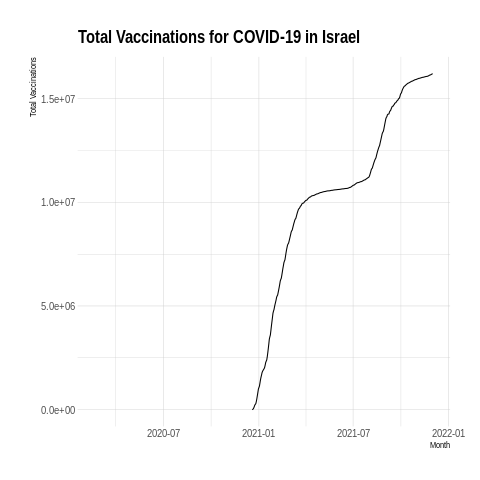 Total Vaccinations for COVID-19 in Israel
Total Vaccinations
1.5e+07
1.0e+07
5.0e+06
0.0e+00
2020-07 2021-01 2021-07 2022-01
Month